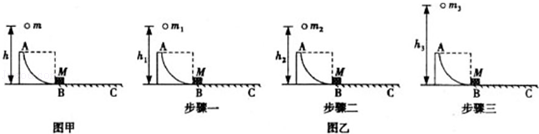 m m₁ m₂ m₃
h A M B C
h₁ A M B C
h₂ A M B C
h₃ A M B C
步骤一 步骤二 步骤三
图甲 图乙